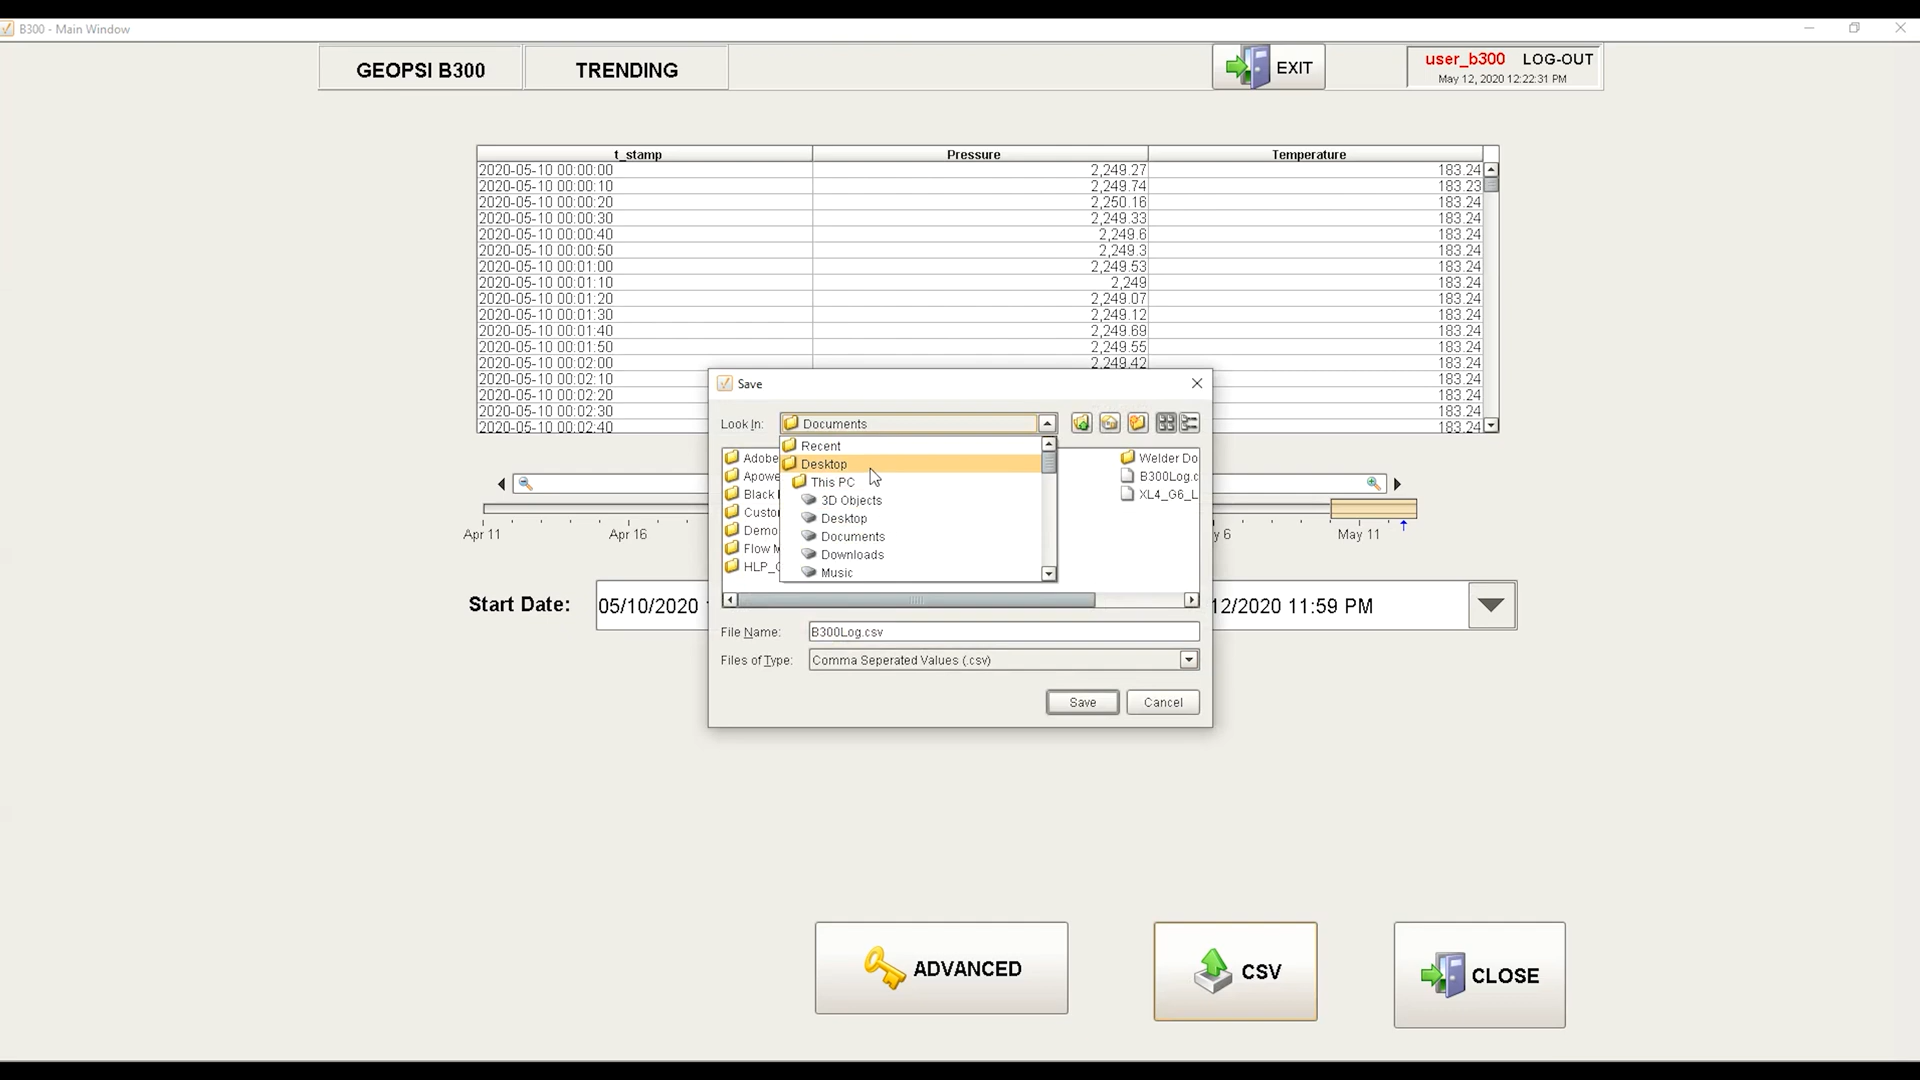 B300 - Main Window
GEOPSI B300
TRENDING
EXIT
user_b300 LOG-OUT
May 12, 2020 12:22:31 PM
t_stamp Pressure Temperature
2020-05-10 00:00:00 2,249.27 183.24
2020-05-10 00:00:10 2,249.74 183.23
2020-05-10 00:00:20 2,250.16 183.24
2020-05-10 00:00:30 2,249.33 183.24
2020-05-10 00:00:40 2,249.6 183.24
2020-05-10 00:00:50 2,249.3 183.24
2020-05-10 00:01:00 2,249.53 183.24
2020-05-10 00:01:10 2,249 183.24
2020-05-10 00:01:20 2,249.07 183.24
2020-05-10 00:01:30 2,249.12 183.24
2020-05-10 00:01:40 2,249.69 183.24
2020-05-10 00:01:50 2,249.55 183.24
2020-05-10 00:02:00 2,249.42 183.24
2020-05-10 00:02:10 183.24
2020-05-10 00:02:20 183.24
2020-05-10 00:02:30 183.24
2020-05-10 00:02:40 183.24
Save
Look In: Documents
Recent
Desktop
This PC
3D Objects
Desktop
Documents
Downloads
Music
Adobe
Apowe
Black
Custo
Demo
Flow M
HLP_
Welder Do
B300Log.c
XL4_G6_L
File Name: B300Log.csv
Files of Type: Comma Seperated Values (.csv)
Save Cancel
Apr 11 Apr 16 y 6 May 11
Start Date: 05/10/2020 12/2020 11:59 PM
ADVANCED
CSV
CLOSE